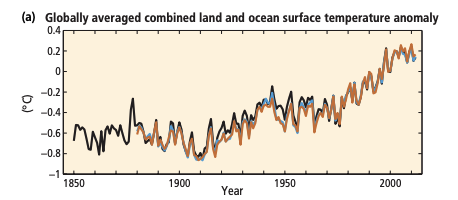 (a) Globally averaged combined land and ocean surface temperature anomaly
0.4
0.2
0
−0.2
−0.4
−0.6
−0.8
−1
(°C)
1850 1900 1950 2000
Year